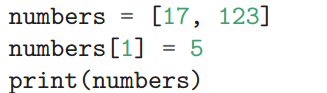 numbers = [17, 123]
numbers[1] = 5
print(numbers)